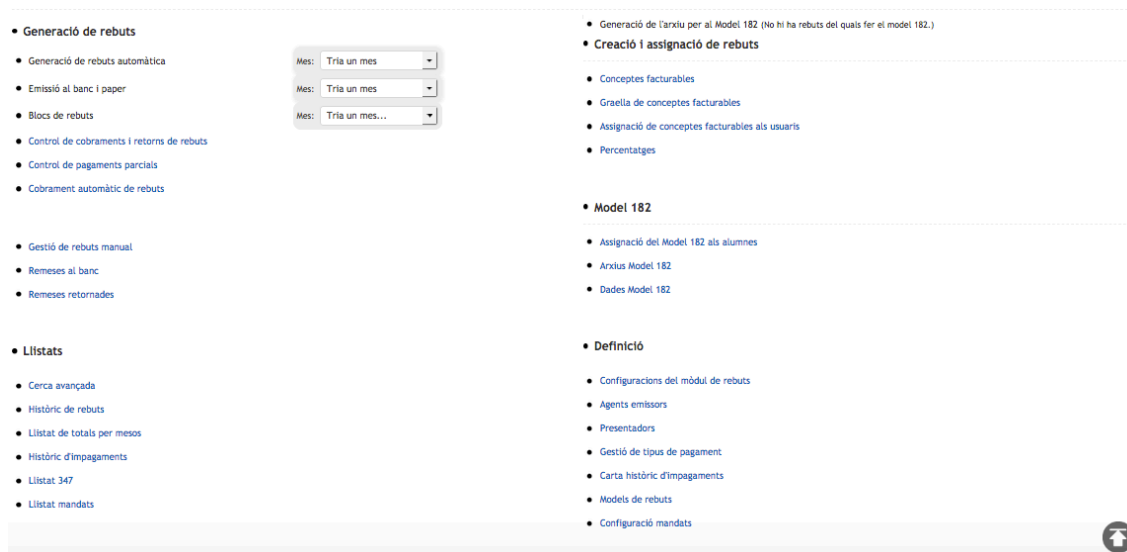 Generació de rebuts
Generació de rebuts automàtica
Mes: Tria un mes
Emissió al banc i paper
Mes: Tria un mes
Blocs de rebuts
Mes: Tria un mes...
Control de cobraments i retorns de rebuts
Control de pagaments parcials
Cobrament automàtic de rebuts
Gestió de rebuts manual
Remeses al banc
Remeses retornades
Llistats
Cerca avançada
Històric de rebuts
Llistat de totals per mesos
Històric d'impagaments
Llistat 347
Llistat mandats
Generació de l'arxiu per al Model 182 (No hi ha rebuts del quals fer el model 182.)
Creació i assignació de rebuts
Conceptes facturables
Graella de conceptes facturables
Assignació de conceptes facturables als usuaris
Percentatges
Model 182
Assignació del Model 182 als alumnes
Arxius Model 182
Dades Model 182
Definició
Configuracions del mòdul de rebuts
Agents emissors
Presentadors
Gestió de tipus de pagament
Carta històric d'impagaments
Models de rebuts
Configuració mandats